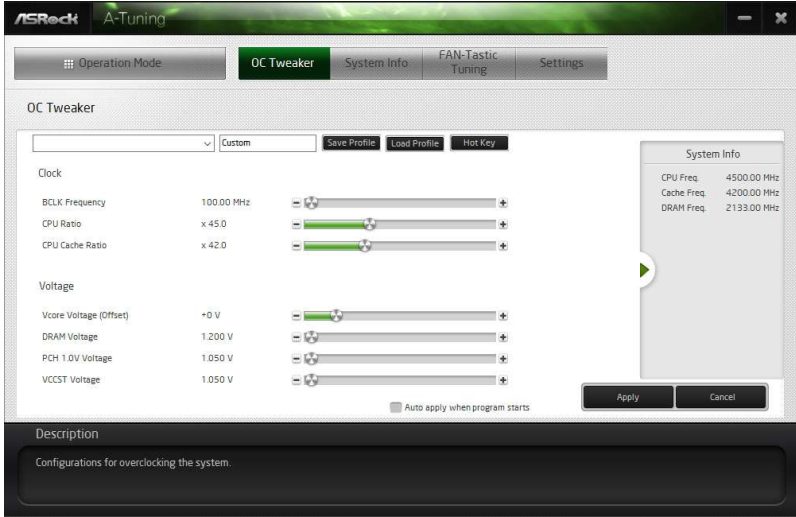 ASRock A-Tuning
Operation Mode
OC Tweaker
System Info
FAN-Tastic
Tuning
Settings
OC Tweaker
Custom
Save Profile
Load Profile
Hot Key
Clock
BCLK Frequency 100.00 MHz
CPU Ratio x 45.0
CPU Cache Ratio x 42.0
Voltage
Vcore Voltage (Offset) +0 V
DRAM Voltage 1.200 V
PCH 1.0V Voltage 1.050 V
VCCST Voltage 1.050 V
Auto apply when program starts
System Info
CPU Freq. 4500.00 MHz
Cache Freq. 4200.00 MHz
DRAM Freq. 2133.00 MHz
Apply
Cancel
Description
Configurations for overclocking the system.